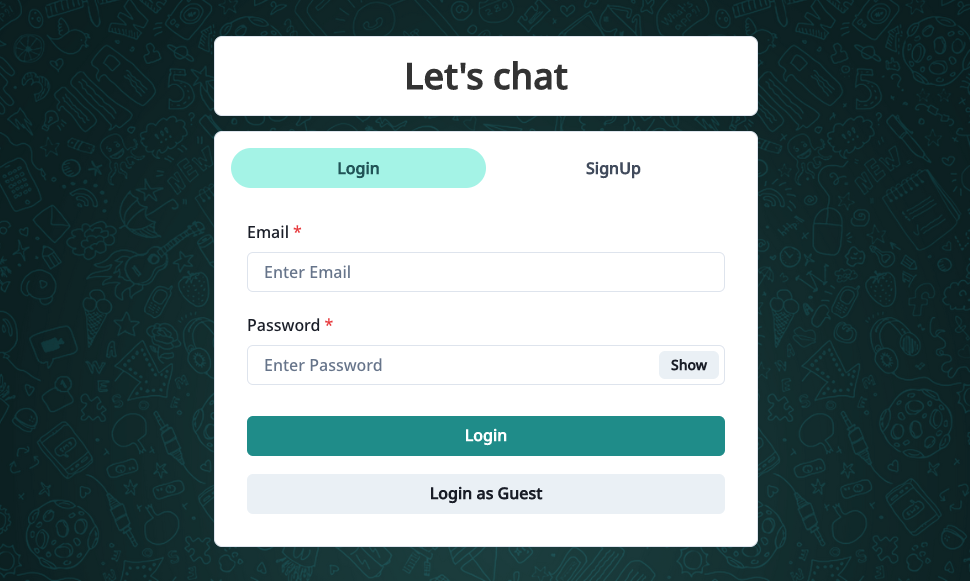 Let's chat
Login SignUp
Email *
Enter Email
Password *
Enter Password Show
Login
Login as Guest